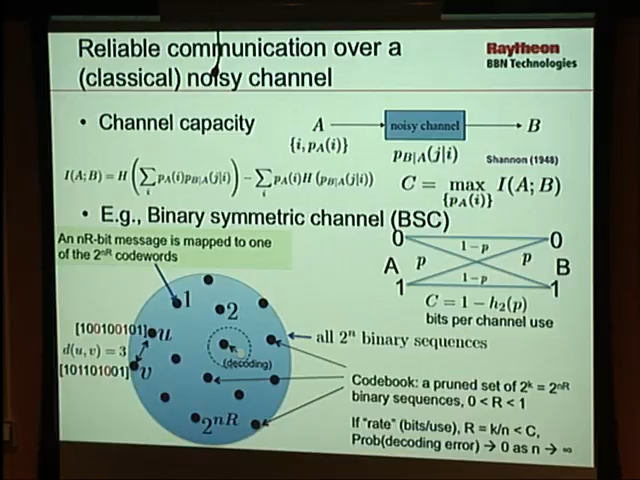 Reliable communication over a
(classical) noisy channel
Raytheon
BBN Technologies
• Channel capacity
A
noisy channel
B
{i, p_A(i)}
p_{B|A}(j|i)
Shannon (1948)
I(A; B) = H(∑_i p_A(i)p_{B|A}(j|i)) − ∑_i p_A(i)H(p_{B|A}(j|i))
C = max_{{p_A(i)}} I(A; B)
• E.g., Binary symmetric channel (BSC)
An nR-bit message is mapped to one
of the 2^{nR} codewords
0
1 − p
0
A
p
p
B
1 − p
1
1
C = 1 − h_2(p)
bits per channel use
1
2
[100100101]
u
d(u, v) = 3
[101101001]
v
(decoding)
2^{nR}
all 2^n binary sequences
Codebook: a pruned set of 2^k = 2^{nR}
binary sequences, 0 < R < 1
If "rate" (bits/use), R = k/n < C,
Prob(decoding error) → 0 as n → ∞